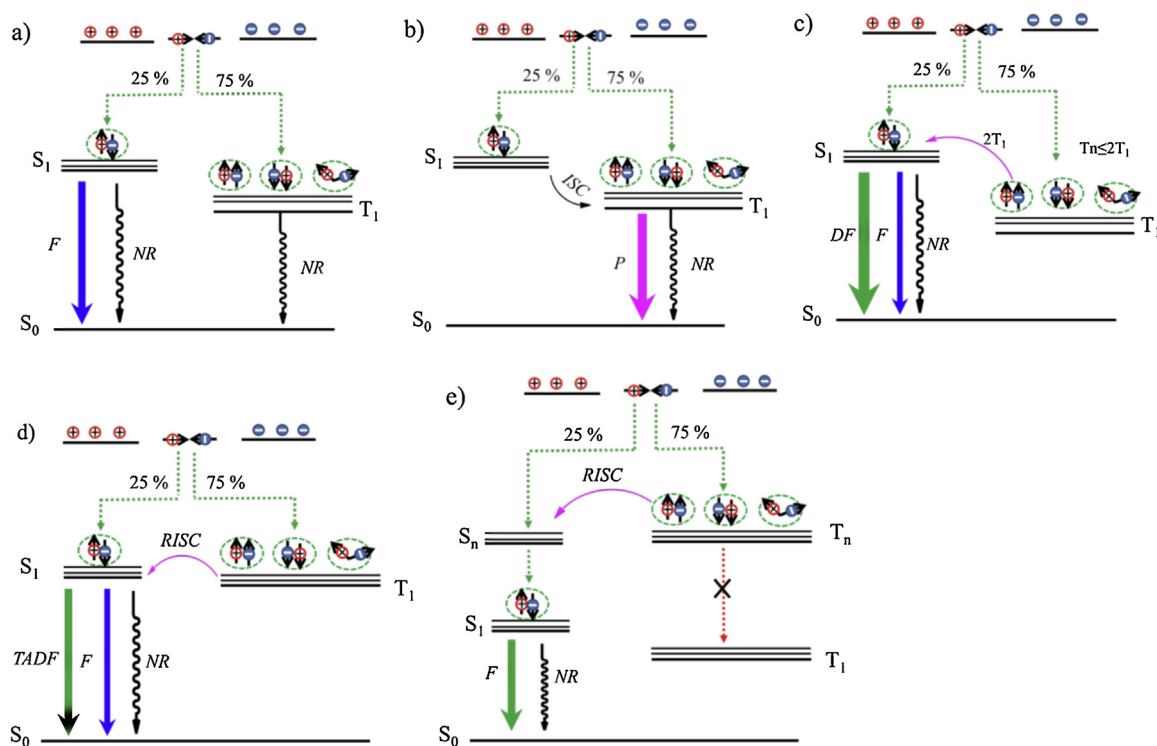 a)
25 %
75 %
S1
T1
F
NR
NR
S0
b)
25 %
75 %
S1
ISC
T1
P
NR
S0
c)
25 %
75 %
2T1
Tn≤2T1
S1
T1
DF
F
NR
S0
d)
25 %
75 %
RISC
S1
T1
TADF
F
NR
S0
e)
25 %
75 %
RISC
Sn
Tn
S1
T1
F
NR
S0